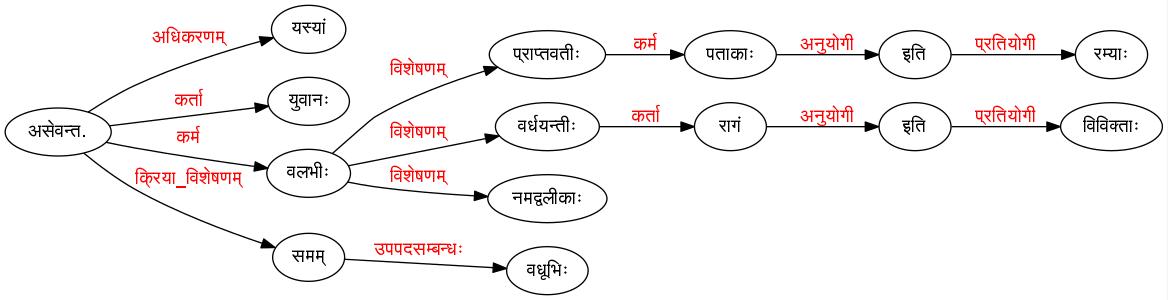 यस्यां
अधिकरणम्
प्राप्तवतीः कर्म पताकाः अनुयोगी इति प्रतियोगी रम्याः
विशेषणम्
कर्ता युवानः
असेवन्त.
वर्धयन्तीः कर्ता रागं अनुयोगी इति प्रतियोगी विविक्ताः
विशेषणम्
कर्म
वलभीः
विशेषणम्
क्रिया_विशेषणम्
नमद्वलीकाः
समम् उपपदसम्बन्धः वधूभिः